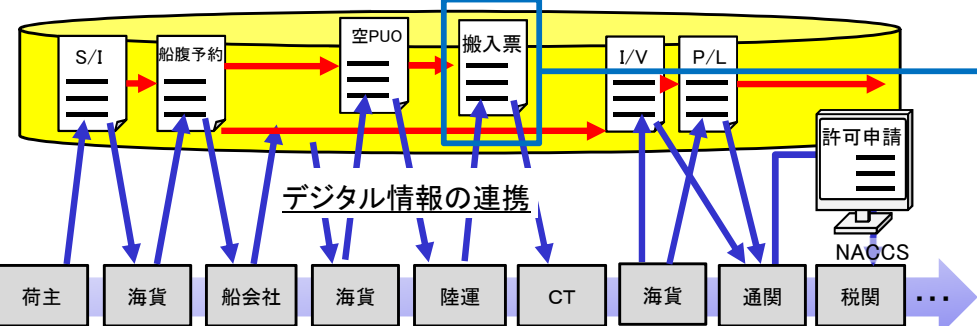 S/I
船腹予約
空PUO
搬入票
I/V
P/L
許可申請
デジタル情報の連携
NACCS
荷主
海貨
船会社
海貨
陸運
CT
海貨
通関
税関
・・・